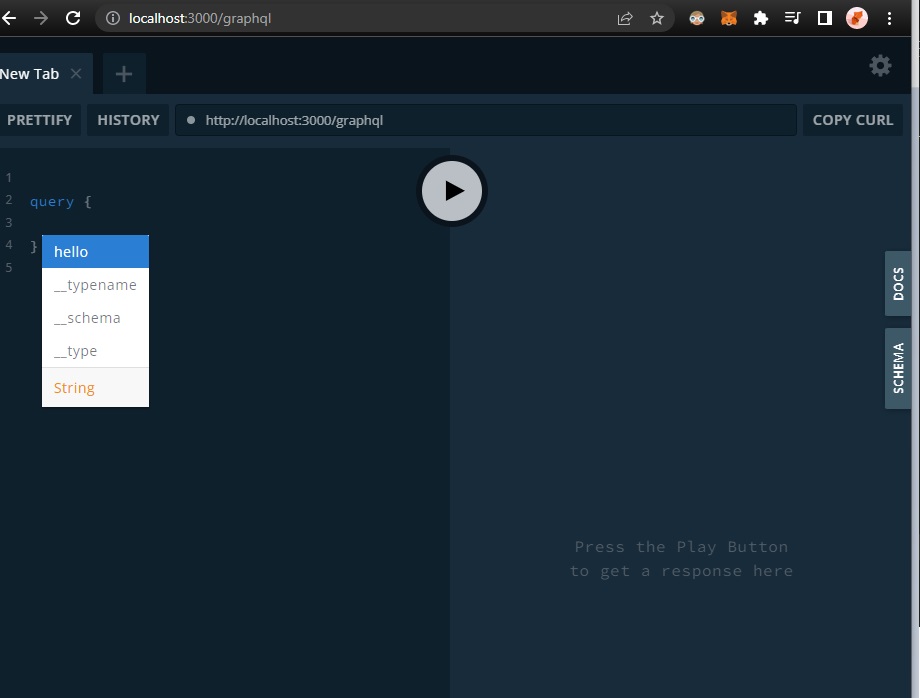 localhost:3000/graphql
New Tab
PRETTIFY HISTORY http://localhost:3000/graphql COPY CURL
1
2 query {
3
4 }
5
hello
__typename
__schema
__type
String
DOCS
SCHEMA
Press the Play Button
to get a response here